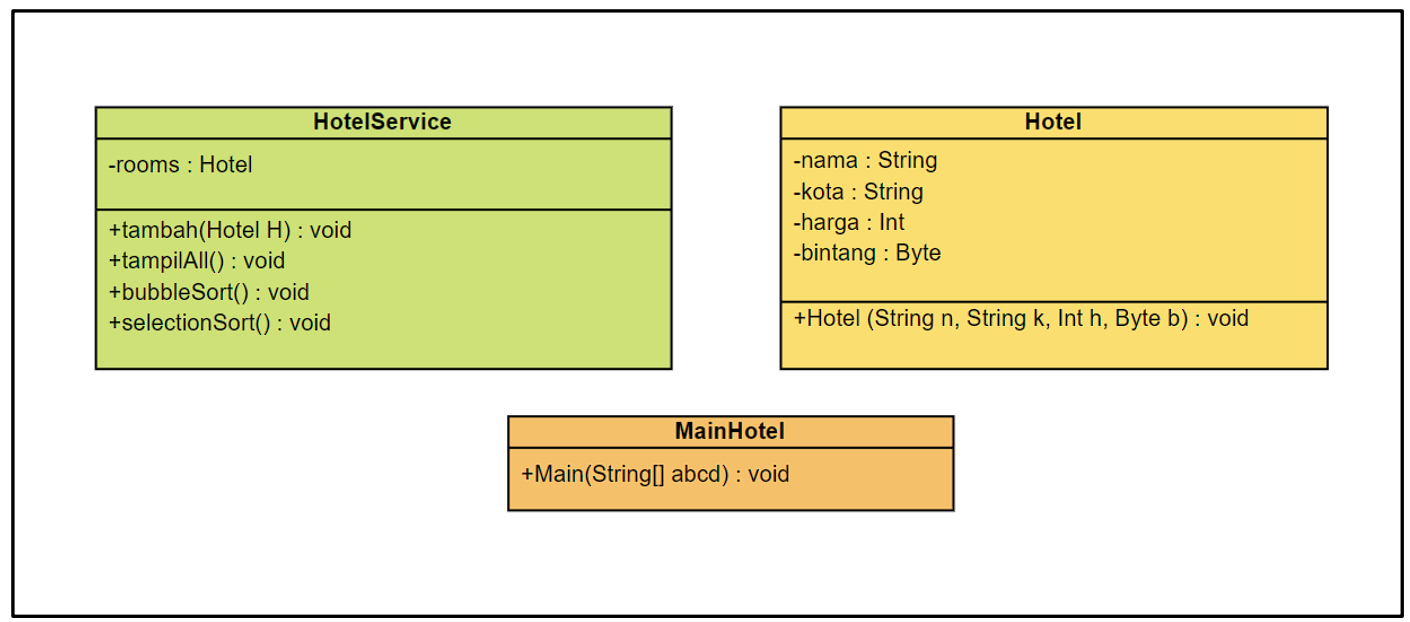 HotelService
-rooms : Hotel
+tambah(Hotel H) : void
+tampilAll() : void
+bubbleSort() : void
+selectionSort() : void
Hotel
-nama : String
-kota : String
-harga : Int
-bintang : Byte
+Hotel (String n, String k, Int h, Byte b) : void
MainHotel
+Main(String[] abcd) : void